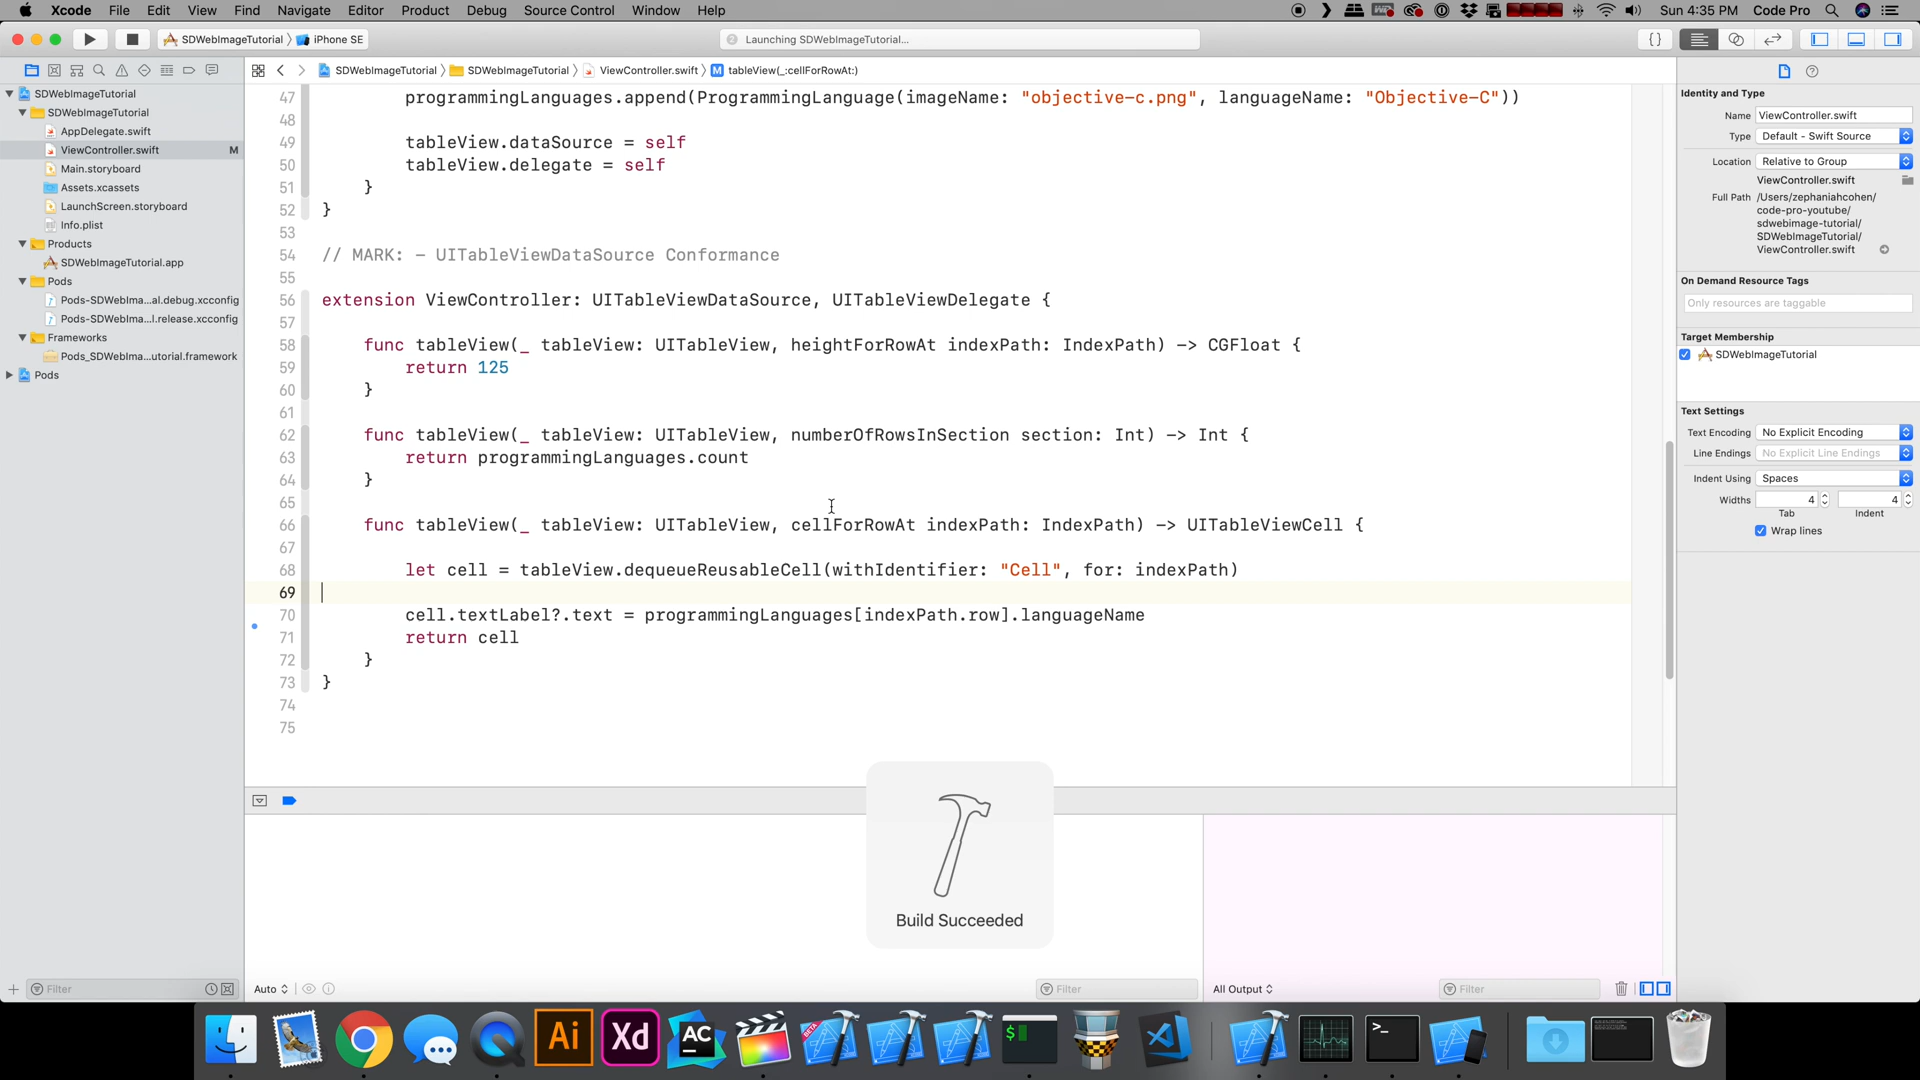 Xcode File Edit View Find Navigate Editor Product Debug Source Control Window Help
Sun 4:35 PM Code Pro
SDWebImageTutorial iPhone SE
Launching SDWebImageTutorial...
SDWebImageTutorial SDWebImageTutorial ViewController.swift M tableView(_:cellForRowAt:)
SDWebImageTutorial
SDWebImageTutorial
AppDelegate.swift
ViewController.swift M
Main.storyboard
Assets.xcassets
LaunchScreen.storyboard
Info.plist
Products
SDWebImageTutorial.app
Pods
Pods-SDWebIma...al.debug.xcconfig
Pods-SDWebIma...l.release.xcconfig
Frameworks
Pods_SDWebIma...utorial.framework
Pods
Filter
47 programmingLanguages.append(ProgrammingLanguage(imageName: "objective-c.png", languageName: "Objective-C"))
48
49 tableView.dataSource = self
50 tableView.delegate = self
51 }
52 }
53
54 // MARK: - UITableViewDataSource Conformance
55
56 extension ViewController: UITableViewDataSource, UITableViewDelegate {
57
58 func tableView(_ tableView: UITableView, heightForRowAt indexPath: IndexPath) -> CGFloat {
59 return 125
60 }
61
62 func tableView(_ tableView: UITableView, numberOfRowsInSection section: Int) -> Int {
63 return programmingLanguages.count
64 }
65
66 func tableView(_ tableView: UITableView, cellForRowAt indexPath: IndexPath) -> UITableViewCell {
67
68 let cell = tableView.dequeueReusableCell(withIdentifier: "Cell", for: indexPath)
69
70 cell.textLabel?.text = programmingLanguages[indexPath.row].languageName
71 return cell
72 }
73 }
74
75
Build Succeeded
Auto
Filter
All Output
Filter
Identity and Type
Name ViewController.swift
Type Default - Swift Source
Location Relative to Group
ViewController.swift
Full Path /Users/zephaniahcohen/
code-pro-youtube/
sdwebimage-tutorial/
SDWebImageTutorial/
ViewController.swift
On Demand Resource Tags
Only resources are taggable
Target Membership
SDWebImageTutorial
Text Settings
Text Encoding No Explicit Encoding
Line Endings No Explicit Line Endings
Indent Using Spaces
Widths 4 4
Tab Indent
Wrap lines
Ai Xd AC BETA $ >_